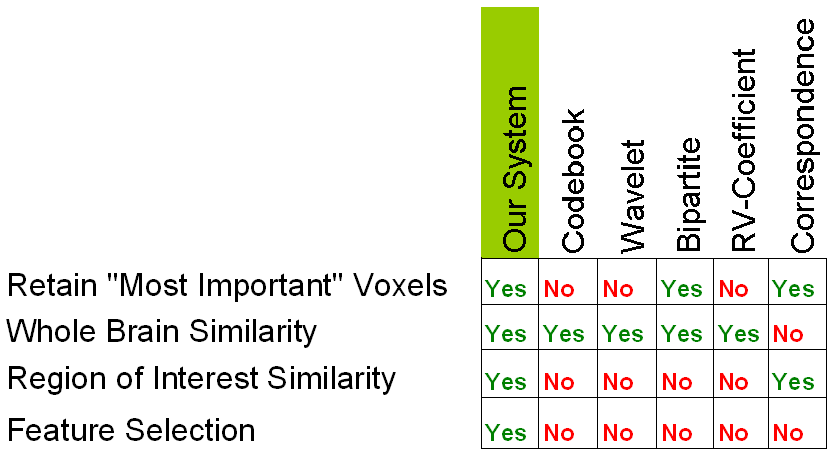 Our System Codebook Wavelet Bipartite RV-Coefficient Correspondence
Retain "Most Important" Voxels Yes No No Yes No Yes
Whole Brain Similarity Yes Yes Yes Yes Yes No
Region of Interest Similarity Yes No No No No Yes
Feature Selection Yes No No No No No